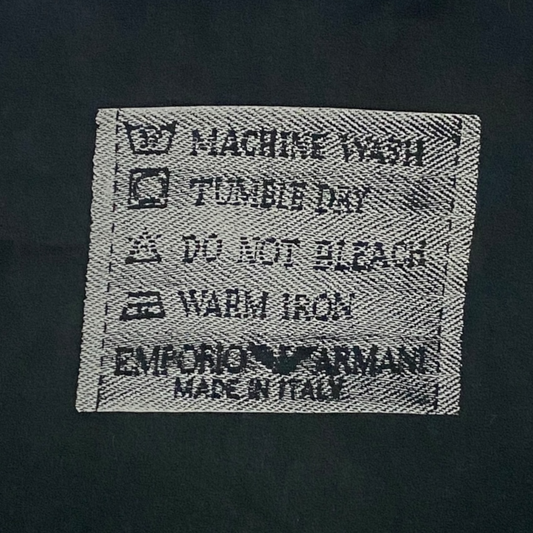 MACHINE WASH
TUMBLE DRY
DO NOT BLEACH
WARM IRON
EMPORIO ARMANI
MADE IN ITALY